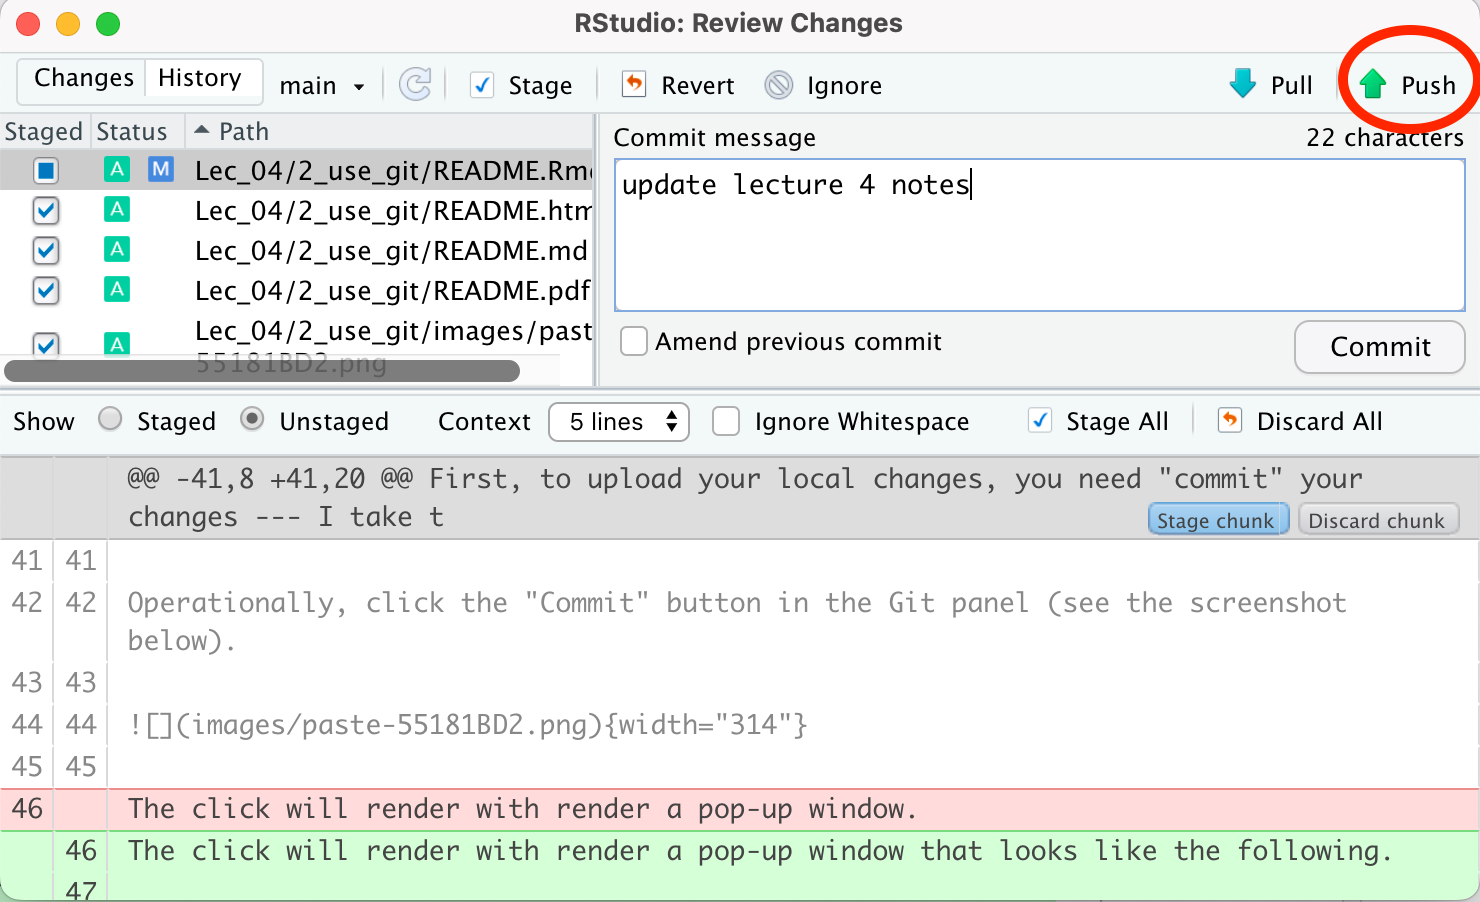 RStudio: Review Changes
Changes History main Stage Revert Ignore Pull Push
Staged Status Path
A M Lec_04/2_use_git/README.Rm
A Lec_04/2_use_git/README.htm
A Lec_04/2_use_git/README.md
A Lec_04/2_use_git/README.pdf
A Lec_04/2_use_git/images/past
55181BD2.png
Commit message 22 characters
update lecture 4 notes
Amend previous commit Commit
Show Staged Unstaged Context 5 lines Ignore Whitespace Stage All Discard All
@@ -41,8 +41,20 @@ First, to upload your local changes, you need "commit" your
changes --- I take t Stage chunk Discard chunk
41 41
42 42 Operationally, click the "Commit" button in the Git panel (see the screenshot
below).
43 43
44 44 ![](images/paste-55181BD2.png){width="314"}
45 45
46 The click will render with render a pop-up window.
46 The click will render with render a pop-up window that looks like the following.
47